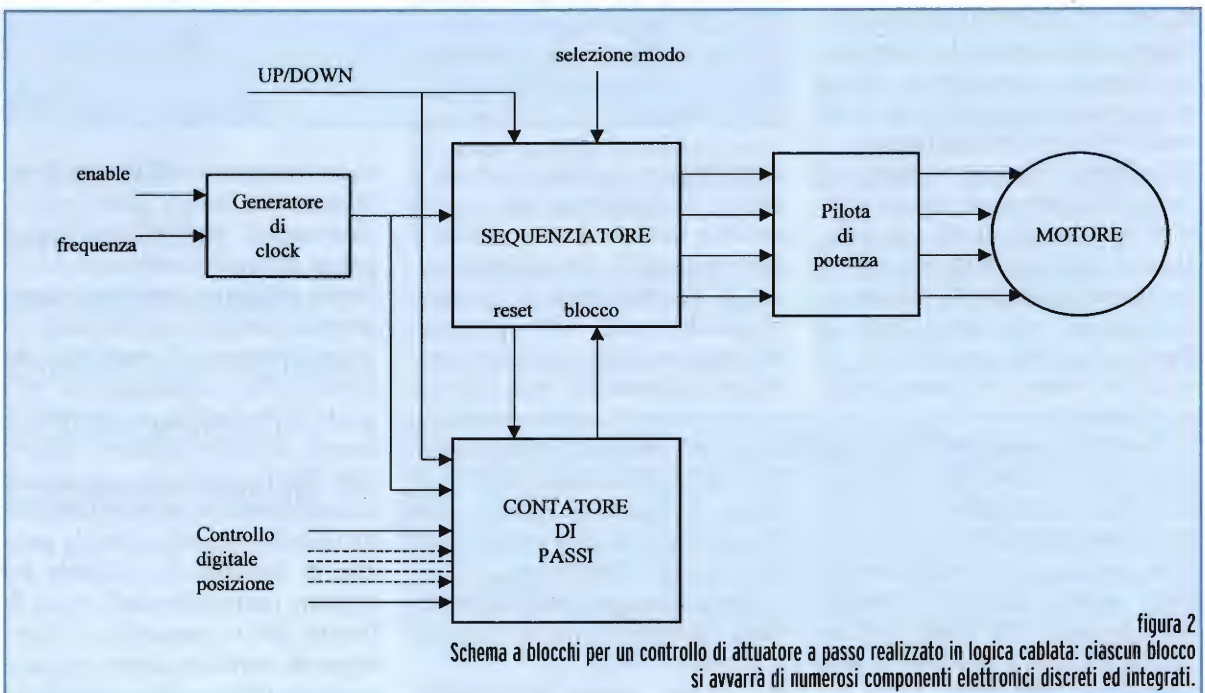 UP/DOWN
selezione modo
enable
frequenza
Generatore
di
clock
SEQUENZIATORE
reset blocco
Pilota
di
potenza
MOTORE
Controllo
digitale
posizione
CONTATORE
DI
PASSI
figura 2
Schema a blocchi per un controllo di attuatore a passo realizzato in logica cablata: ciascun blocco
si avvarrà di numerosi componenti elettronici discreti ed integrati.